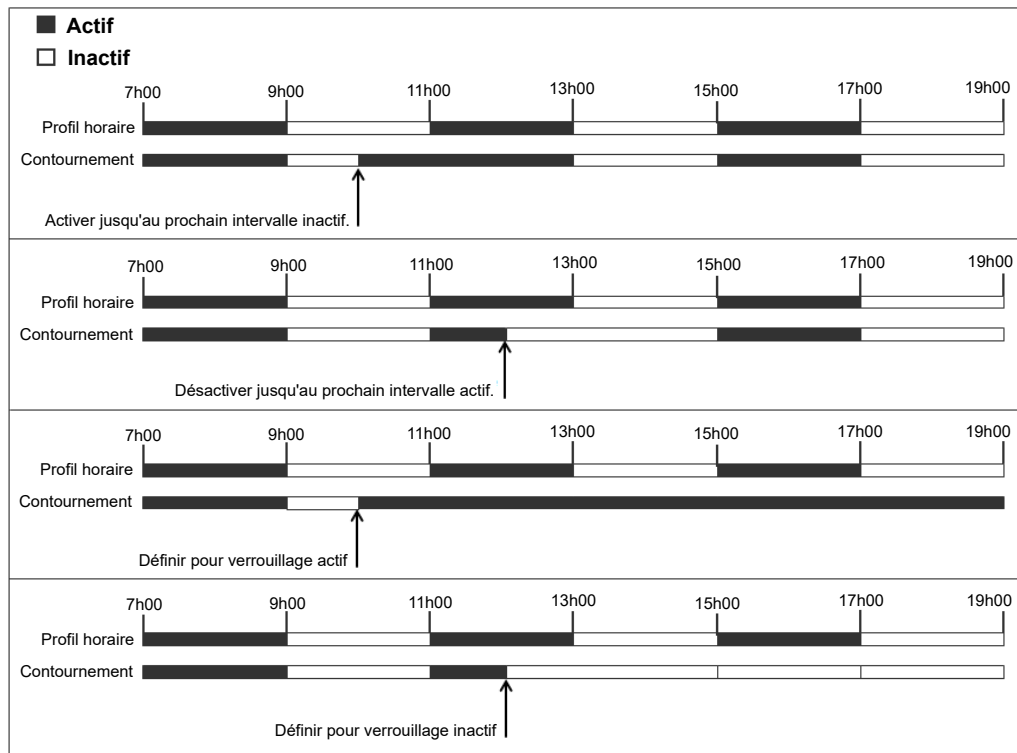 Actif
Inactif
7h00 9h00 11h00 13h00 15h00 17h00 19h00
Profil horaire
Contournement
Activer jusqu'au prochain intervalle inactif.
7h00 9h00 11h00 13h00 15h00 17h00 19h00
Profil horaire
Contournement
Désactiver jusqu'au prochain intervalle actif.
7h00 9h00 11h00 13h00 15h00 17h00 19h00
Profil horaire
Contournement
Définir pour verrouillage actif
7h00 9h00 11h00 13h00 15h00 17h00 19h00
Profil horaire
Contournement
Définir pour verrouillage inactif